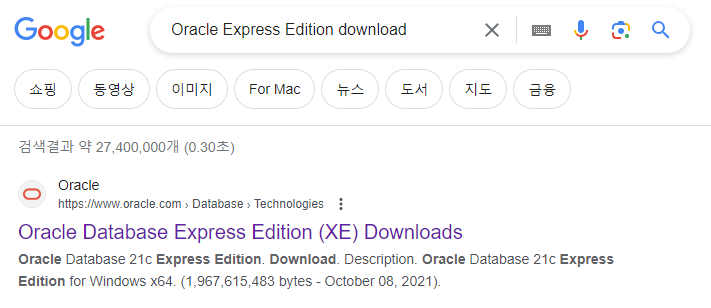 Google
Oracle Express Edition download
쇼핑 동영상 이미지 For Mac 뉴스 도서 지도 금융
검색결과 약 27,400,000개 (0.30초)
Oracle
https://www.oracle.com › Database › Technologies
Oracle Database Express Edition (XE) Downloads
Oracle Database 21c Express Edition. Download. Description. Oracle Database 21c Express
Edition for Windows x64. (1,967,615,483 bytes - October 08, 2021).